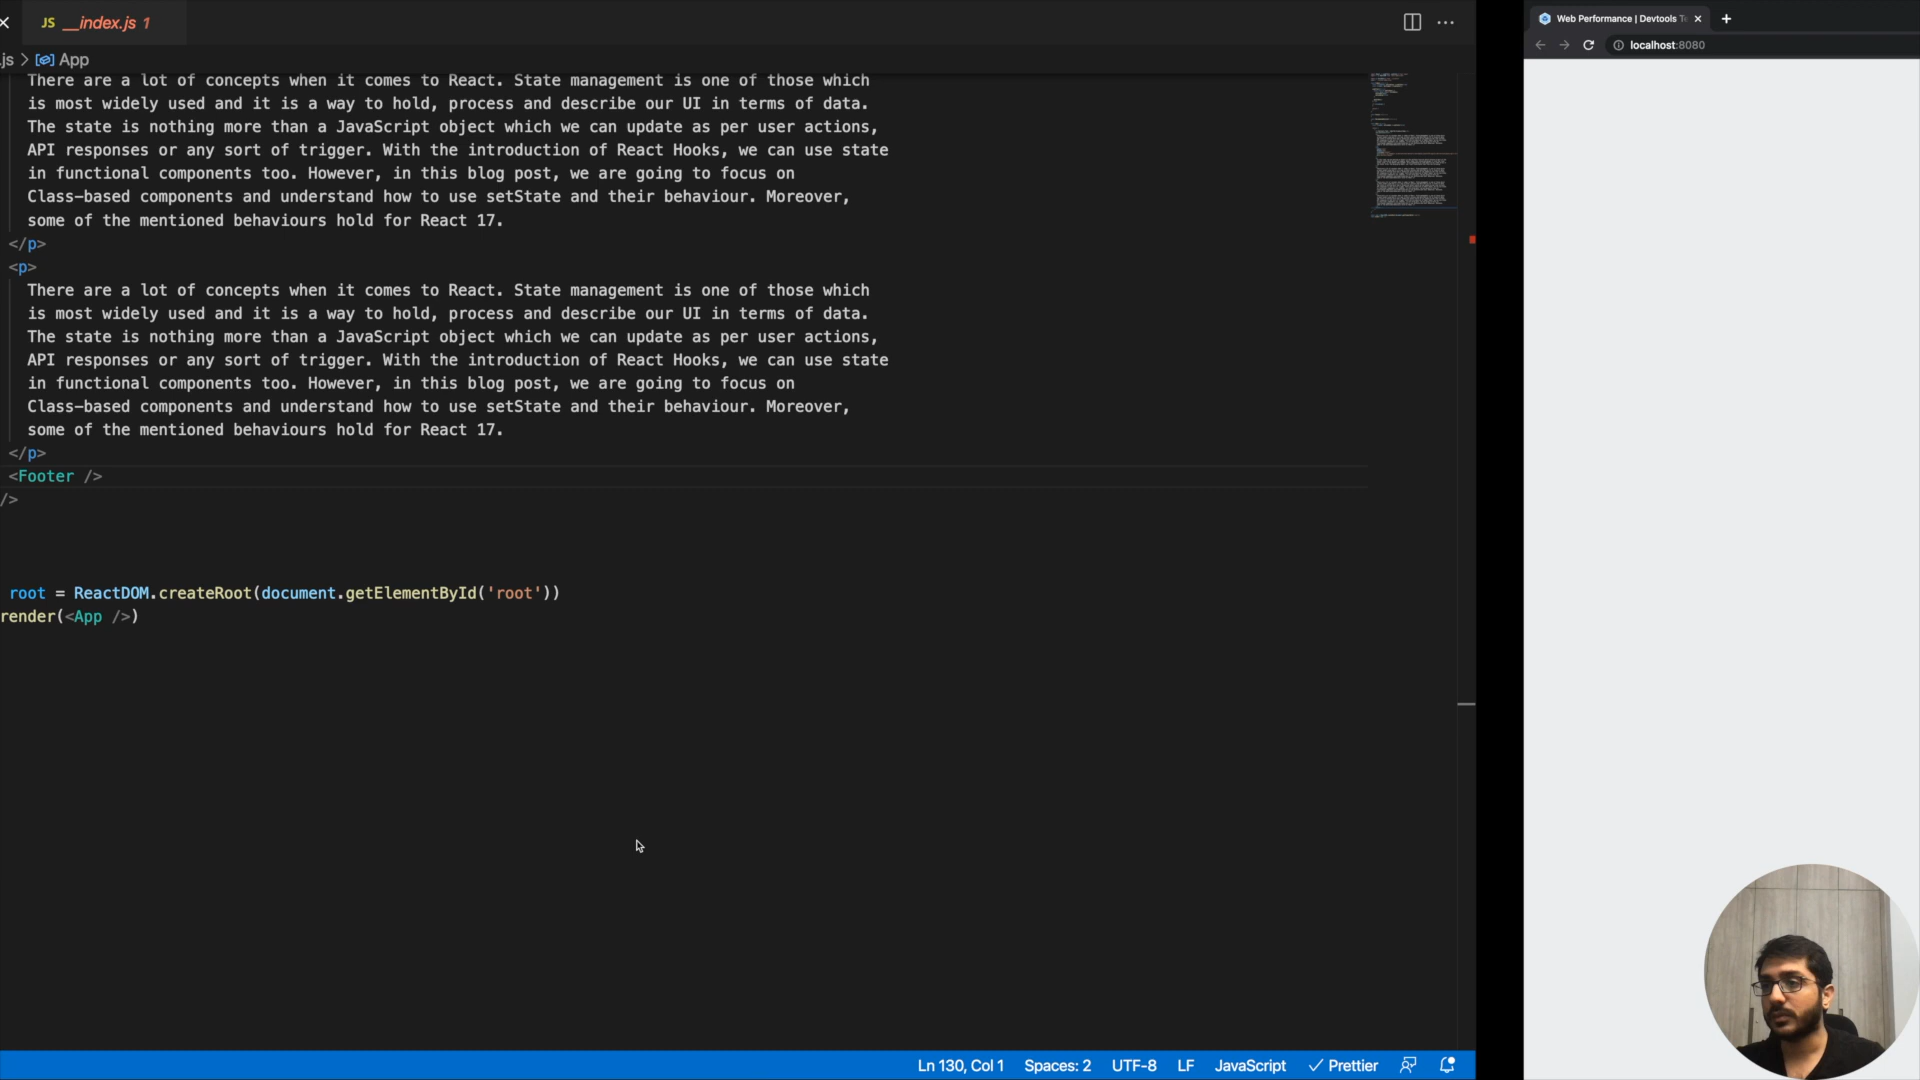 JS __index.js 1
js > App
There are a lot of concepts when it comes to React. State management is one of those which
is most widely used and it is a way to hold, process and describe our UI in terms of data.
The state is nothing more than a JavaScript object which we can update as per user actions,
API responses or any sort of trigger. With the introduction of React Hooks, we can use state
in functional components too. However, in this blog post, we are going to focus on
Class-based components and understand how to use setState and their behaviour. Moreover,
some of the mentioned behaviours hold for React 17.
</p>
<p>
There are a lot of concepts when it comes to React. State management is one of those which
is most widely used and it is a way to hold, process and describe our UI in terms of data.
The state is nothing more than a JavaScript object which we can update as per user actions,
API responses or any sort of trigger. With the introduction of React Hooks, we can use state
in functional components too. However, in this blog post, we are going to focus on
Class-based components and understand how to use setState and their behaviour. Moreover,
some of the mentioned behaviours hold for React 17.
</p>
<Footer />
/>
root = ReactDOM.createRoot(document.getElementById('root'))
render(<App />)
Ln 130, Col 1 Spaces: 2 UTF-8 LF JavaScript Prettier
Web Performance | Devtools
localhost:8080